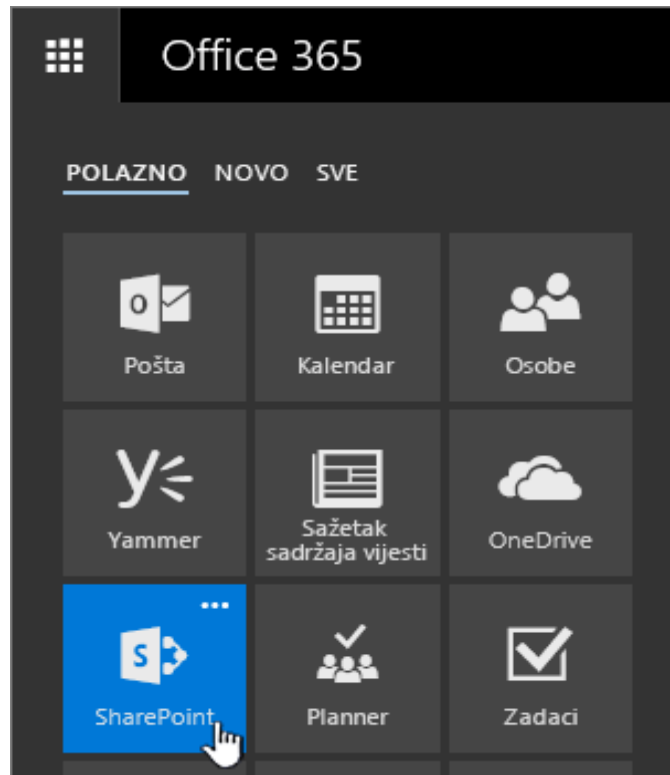 Office 365
POLAZNO NOVO SVE
Pošta Kalendar Osobe
Yammer Sažetak sadržaja vijesti OneDrive
SharePoint Planner Zadaci